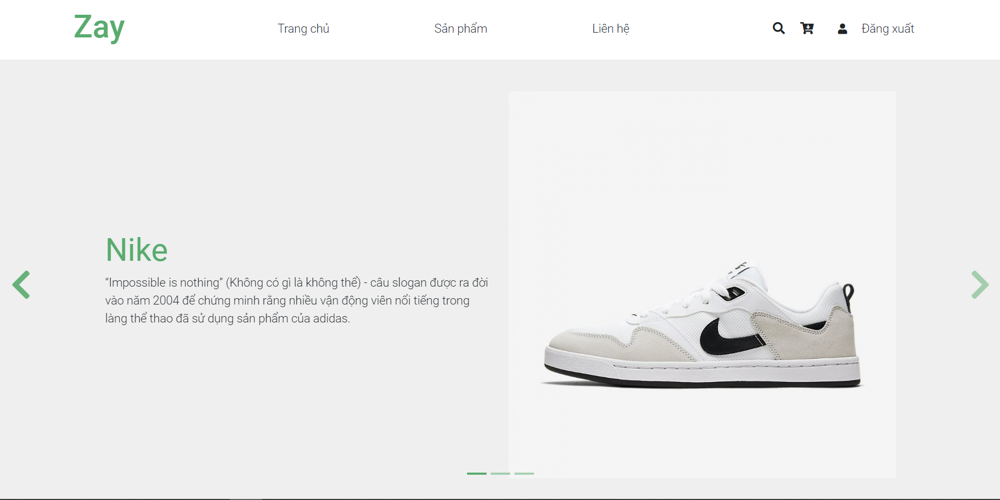 Zay
Trang chủ
Sản phẩm
Liên hệ
Đăng xuất
Nike
“Impossible is nothing” (Không có gì là không thể) - câu slogan được ra đời
vào năm 2004 để chứng minh rằng nhiều vận động viên nổi tiếng trong
làng thể thao đã sử dụng sản phẩm của adidas.